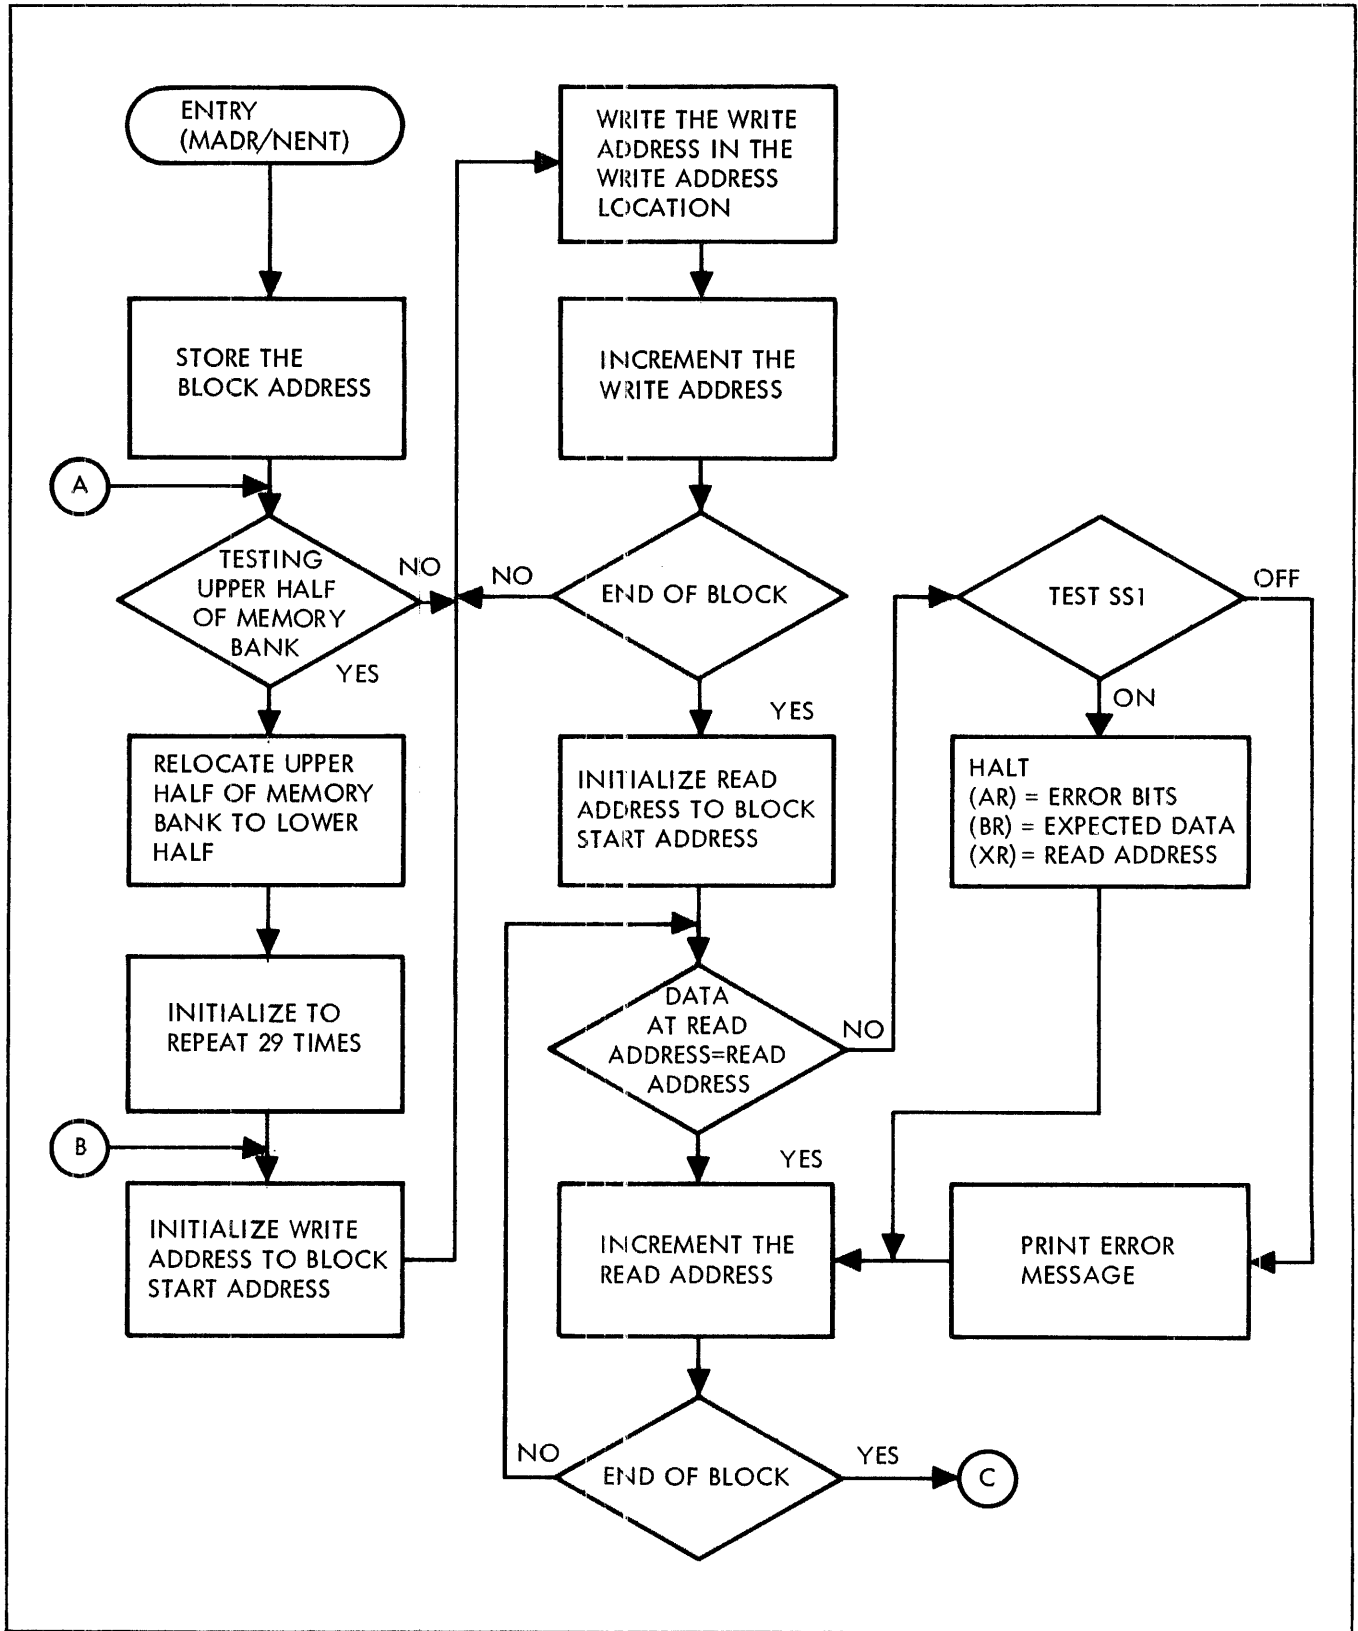 ENTRY
(MADR/NENT)
STORE THE
BLOCK ADDRESS
A
TESTING
UPPER HALF
OF MEMORY
BANK
NO
YES
RELOCATE UPPER
HALF OF MEMORY
BANK TO LOWER
HALF
INITIALIZE TO
REPEAT 29 TIMES
B
INITIALIZE WRITE
ADDRESS TO BLOCK
START ADDRESS
WRITE THE WRITE
ADDRESS IN THE
WRITE ADDRESS
LOCATION
INCREMENT THE
WRITE ADDRESS
NO
END OF BLOCK
YES
INITIALIZE READ
ADDRESS TO BLOCK
START ADDRESS
DATA
AT READ
ADDRESS=READ
ADDRESS
NO
YES
INCREMENT THE
READ ADDRESS
NO
END OF BLOCK
YES
C
TEST SS1
OFF
ON
HALT
(AR) = ERROR BITS
(BR) = EXPECTED DATA
(XR) = READ ADDRESS
PRINT ERROR
MESSAGE